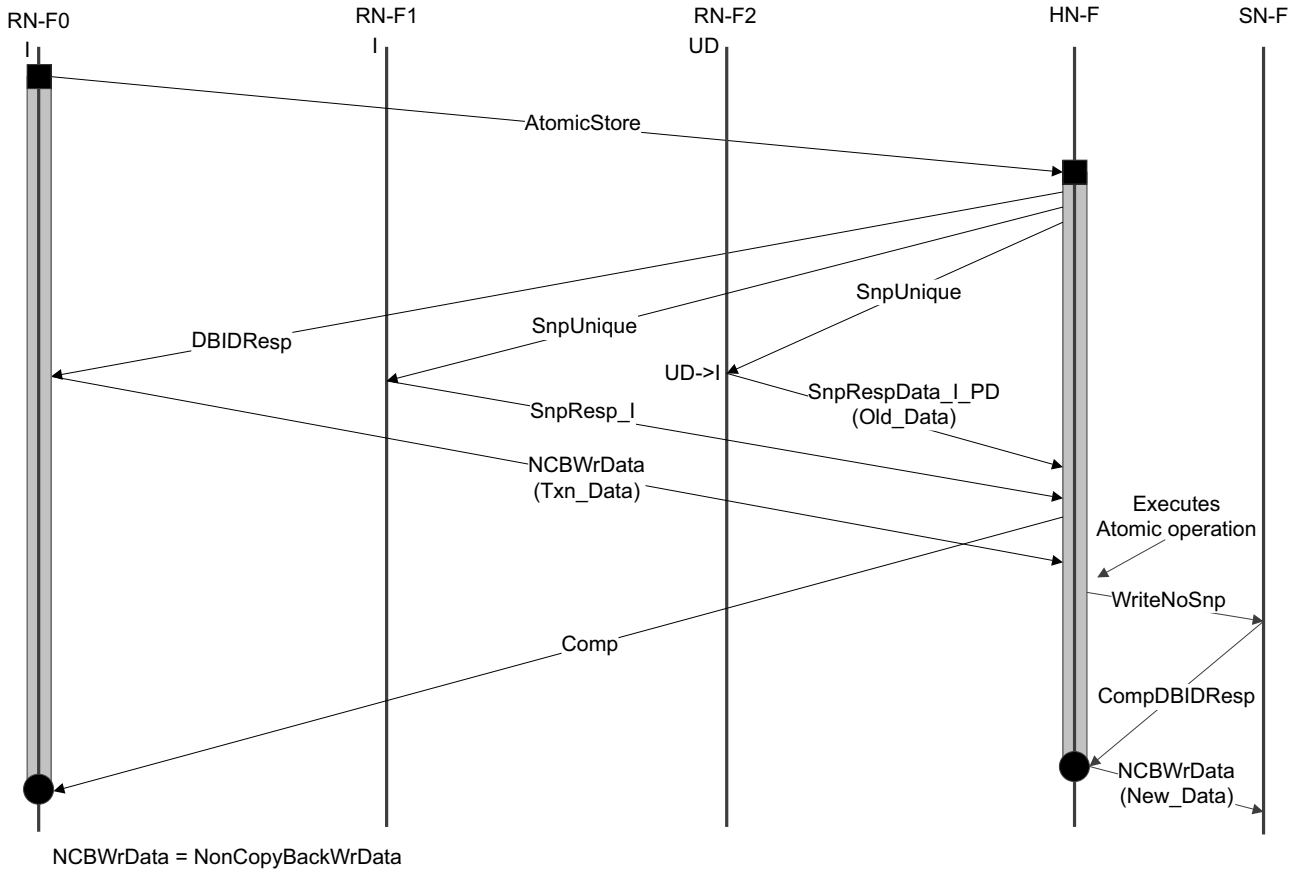 RN-F0
RN-F1
RN-F2
HN-F
SN-F
I
I
UD
AtomicStore
SnpUnique
SnpUnique
DBIDResp
UD->I
SnpRespData_I_PD
(Old_Data)
SnpResp_I
NCBWrData
(Txn_Data)
Executes
Atomic operation
WriteNoSnp
Comp
CompDBIDResp
NCBWrData
(New_Data)
NCBWrData = NonCopyBackWrData